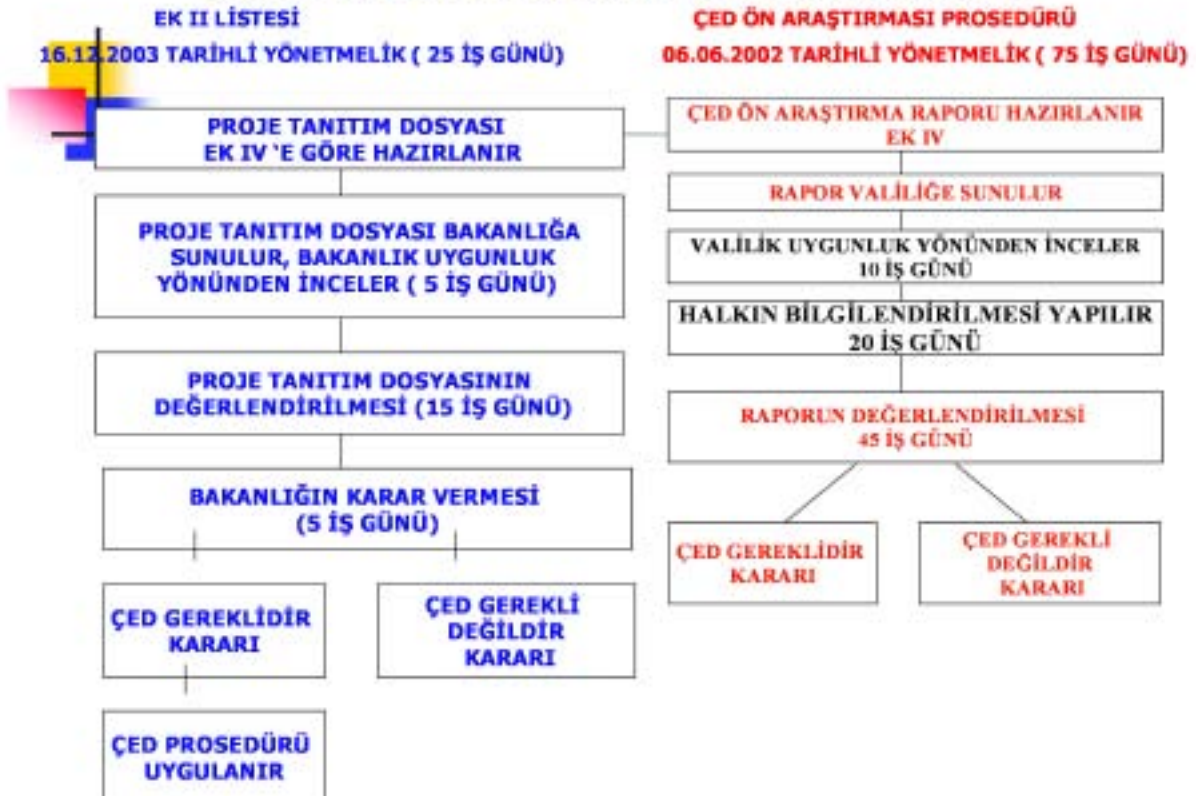 EK II LİSTESİ
16.12.2003 TARİHLİ YÖNETMELİK ( 25 İŞ GÜNÜ)
PROJE TANITIM DOSYASI
EK IV 'E GÖRE HAZIRLANIR
PROJE TANITIM DOSYASI BAKANLIĞA
SUNULUR, BAKANLIK UYGUNLUK
YÖNÜNDEN İNCELER ( 5 İŞ GÜNÜ)
PROJE TANITIM DOSYASININ
DEĞERLENDİRİLMESİ (15 İŞ GÜNÜ)
BAKANLIĞIN KARAR VERMESİ
(5 İŞ GÜNÜ)
ÇED GEREKLİDİR
KARARI
ÇED GEREKLİ
DEĞİLDİR
KARARI
ÇED PROSEDÜRÜ
UYGULANIR
ÇED ÖN ARAŞTIRMASI PROSEDÜRÜ
06.06.2002 TARİHLİ YÖNETMELİK ( 75 İŞ GÜNÜ)
ÇED ÖN ARAŞTIRMA RAPORU HAZIRLANIR
EK IV
RAPOR VALİLİĞE SUNULUR
VALİLİK UYGUNLUK YÖNÜNDEN İNCELER
10 İŞ GÜNÜ
HALKIN BİLGİLENDİRİLMESİ YAPILIR
20 İŞ GÜNÜ
RAPORUN DEĞERLENDİRİLMESİ
45 İŞ GÜNÜ
ÇED GEREKLİDİR
KARARI
ÇED GEREKLİ
DEĞİLDİR
KARARI